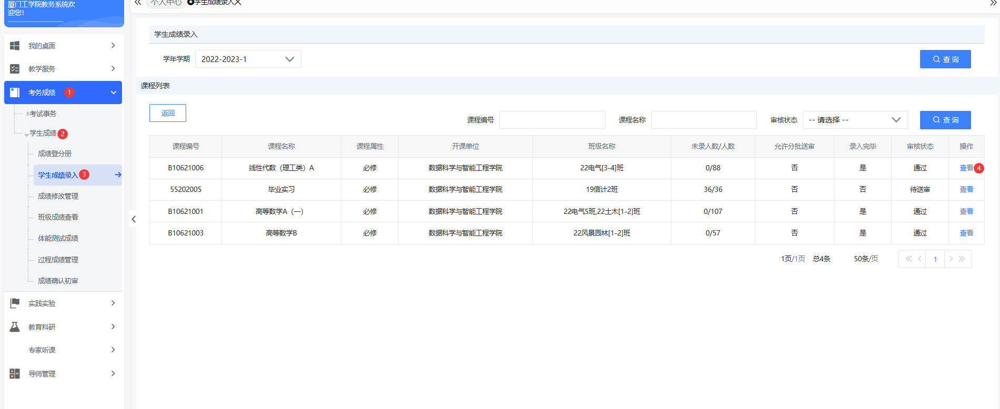 厦门工学院教务系统欢
迎您!
个人中心 学生成绩录入
我的桌面
教学服务
考务成绩 1
考试事务
学生成绩 2
成绩登分册
学生成绩录入 3
成绩修改管理
班级成绩查看
体能测试成绩
过程成绩管理
成绩确认初审
实践实验
教育科研
专家听课
导师管理
学生成绩录入
学年学期 2022-2023-1 查 询
课程列表
返回
课程编号 课程名称 审核状态 -- 请选择 -- 查 询
课程编号 课程名称 课程属性 开课单位 班级名称 未录人数/人数 允许分批送审 录入完毕 审核状态 操作
B10621006 线性代数（理工类）A 必修 数据科学与智能工程学院 22电气[3-4]班 0/88 否 是 通过 查看 4
55202005 毕业实习 必修 数据科学与智能工程学院 19信计2班 36/36 否 否 待送审 查看
B10621001 高等数学A（一） 必修 数据科学与智能工程学院 22电气5班,22土木[1-2]班 0/107 否 是 通过 查看
B10621003 高等数学B 必修 数据科学与智能工程学院 22风景园林[1-2]班 0/57 否 是 通过 查看
1页/1页 总4条 50条/页 1